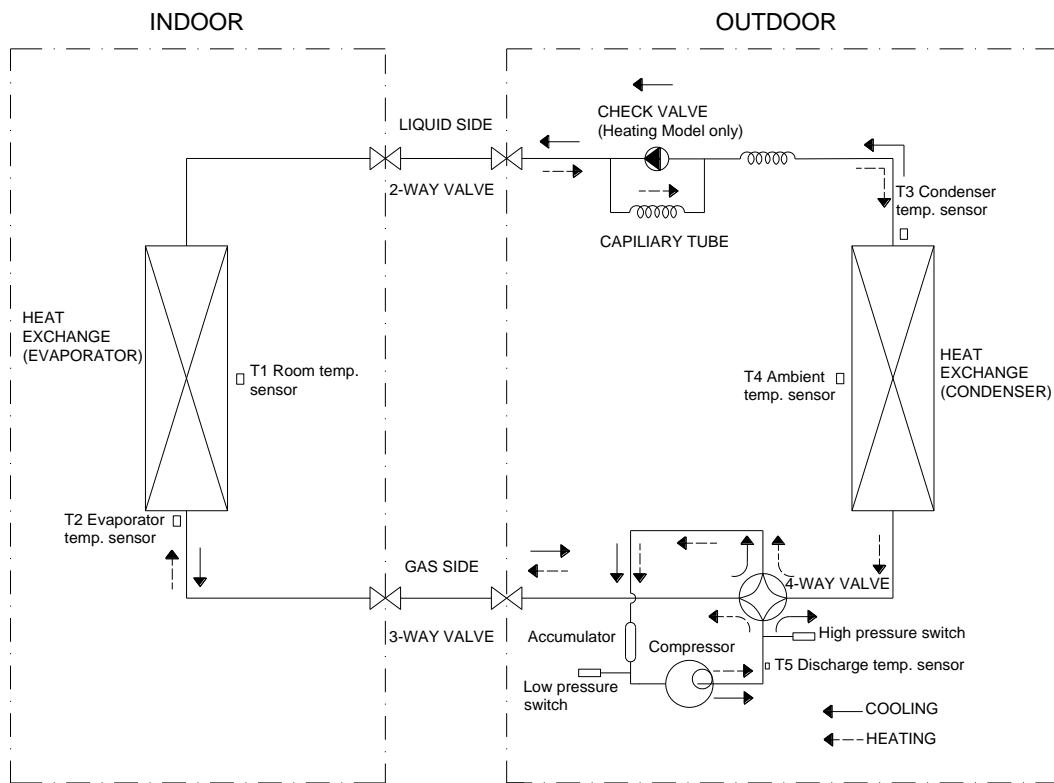 INDOOR
OUTDOOR
LIQUID SIDE
2-WAY VALVE
CHECK VALVE
(Heating Model only)
CAPILIARY TUBE
T3 Condenser
temp. sensor
HEAT
EXCHANGE
(EVAPORATOR)
T1 Room temp.
sensor
T4 Ambient
temp. sensor
HEAT
EXCHANGE
(CONDENSER)
T2 Evaporator
temp. sensor
GAS SIDE
3-WAY VALVE
4-WAY VALVE
Accumulator
Compressor
High pressure switch
T5 Discharge temp. sensor
Low pressure
switch
COOLING
HEATING